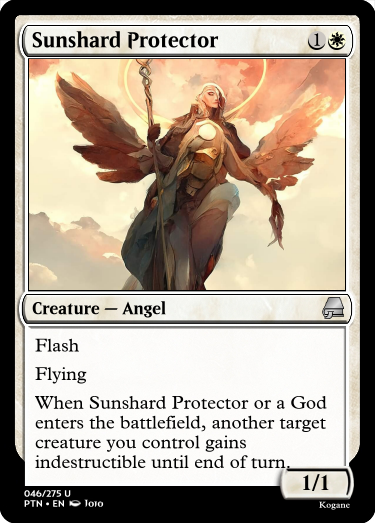 Sunshard Protector 1
Creature — Angel
Flash
Flying
When Sunshard Protector or a God
enters the battlefield, another target
creature you control gains
indestructible until end of turn.
1/1
046/275 U
PTN • EN loto
Kogane